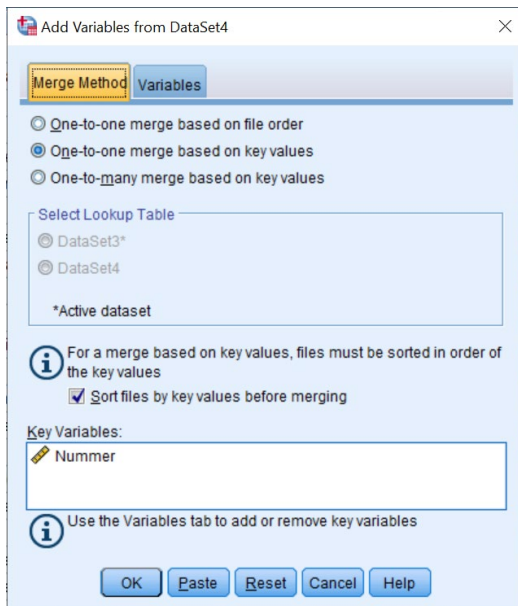 Add Variables from DataSet4
Merge Method Variables
One-to-one merge based on file order
One-to-one merge based on key values
One-to-many merge based on key values
Select Lookup Table
DataSet3*
DataSet4
*Active dataset
For a merge based on key values, files must be sorted in order of
the key values
Sort files by key values before merging
Key Variables:
Nummer
Use the Variables tab to add or remove key variables
OK Paste Reset Cancel Help